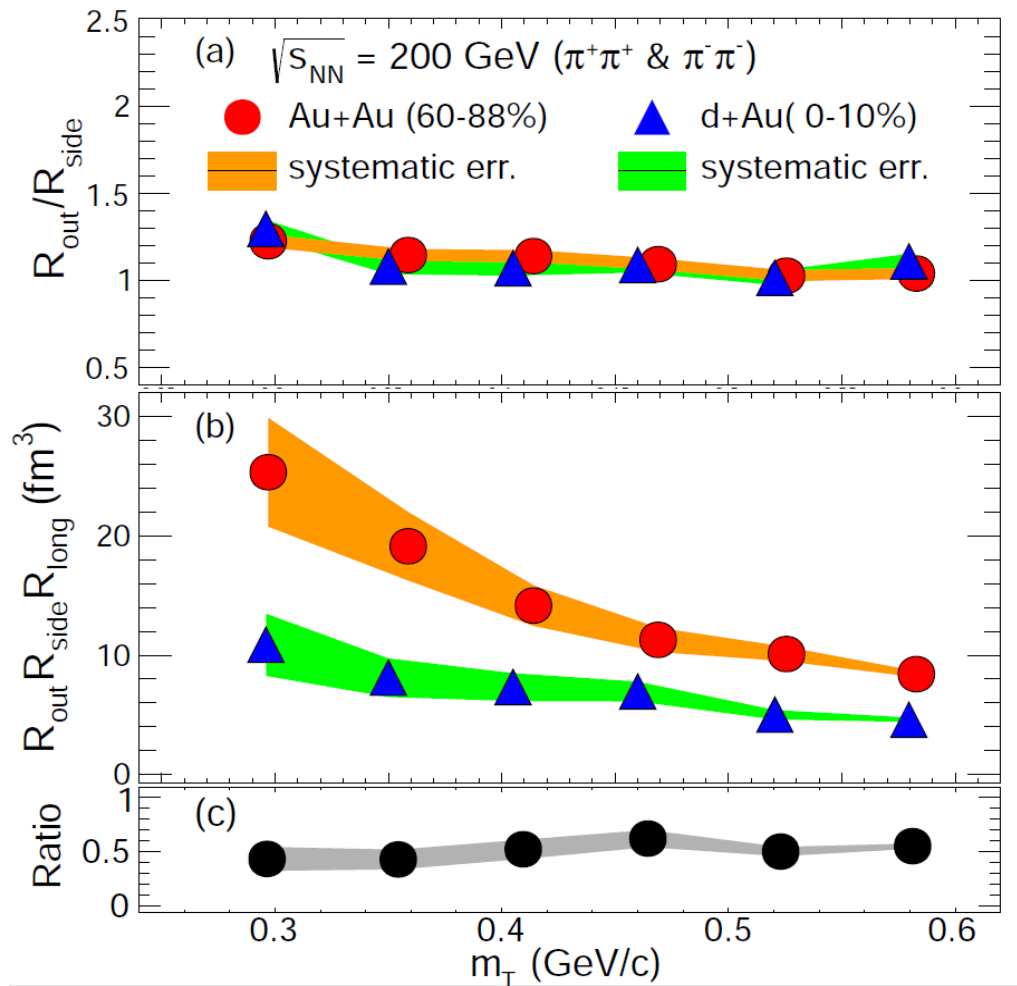 (a) √s_NN = 200 GeV (π⁺π⁺ & π⁻π⁻)
Au+Au (60-88%) d+Au( 0-10%)
systematic err. systematic err.
R_out/R_side
2.5
2
1.5
1
0.5
(b)
R_out R_side R_long (fm³)
30
20
10
0
(c)
Ratio
1
0.5
0
0.3 0.4 0.5 0.6
m_T (GeV/c)